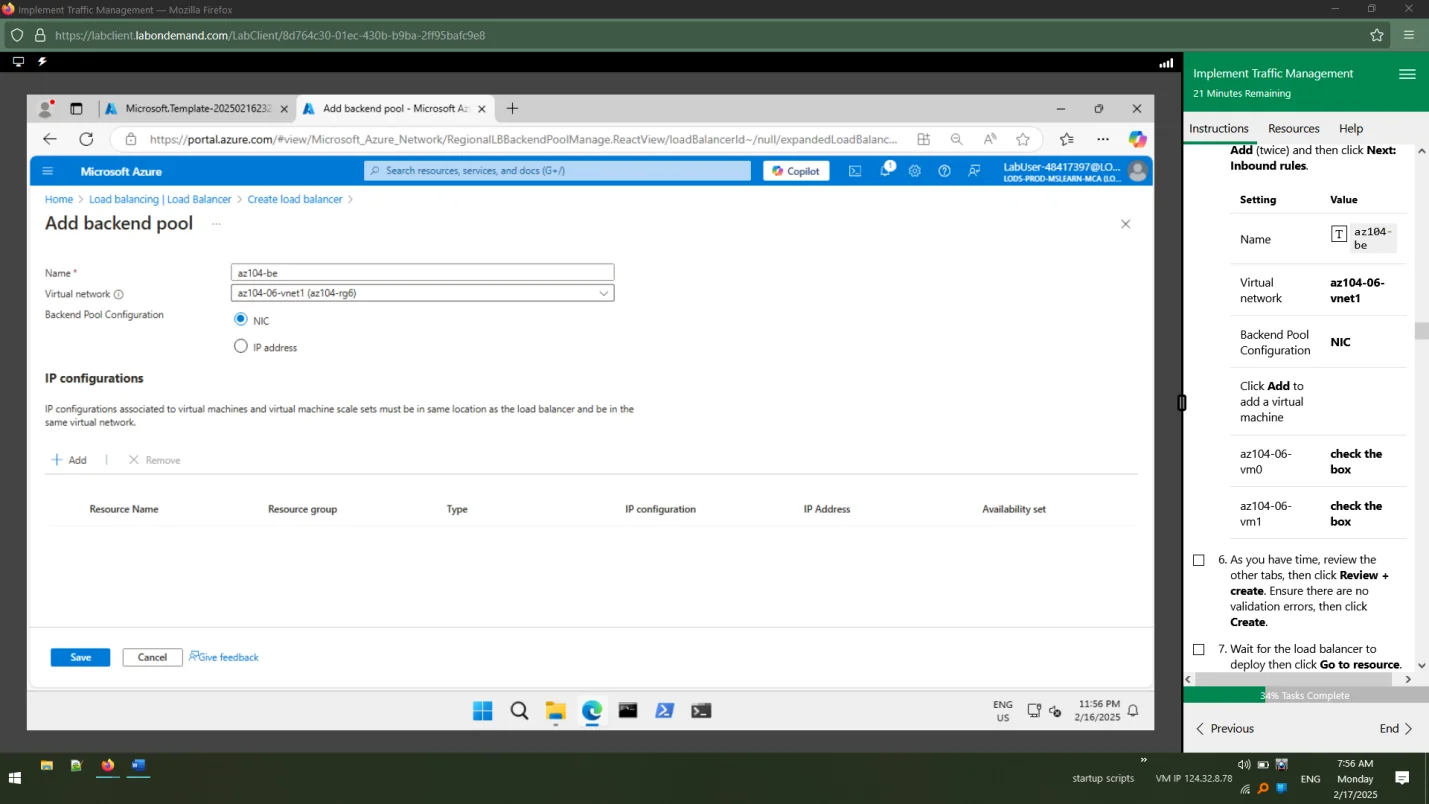 Implement Traffic Management — Mozilla Firefox
https://labclient.labondemand.com/LabClient/8d764c30-01ec-430b-b9ba-2ff95bafc9e8
Microsoft.Template-20250216232
Add backend pool - Microsoft Az
https://portal.azure.com/#view/Microsoft_Azure_Network/RegionalLBBackendPoolManage.ReactView/loadBalancerId~/null/expandedLoadBalanc...
Microsoft Azure
Search resources, services, and docs (G+/)
Copilot
1
LabUser-48417397@LO...
LODS-PROD-MSLEARN-MCA (LO...
Home > Load balancing | Load Balancer > Create load balancer >
Add backend pool ...
Name *
az104-be
Virtual network
az104-06-vnet1 (az104-rg6)
Backend Pool Configuration
NIC
IP address
IP configurations
IP configurations associated to virtual machines and virtual machine scale sets must be in same location as the load balancer and be in the
same virtual network.
+ Add | Remove
Resource Name Resource group Type IP configuration IP Address Availability set
Save Cancel Give feedback
ENG
US
11:56 PM
2/16/2025
Implement Traffic Management
21 Minutes Remaining
Instructions Resources Help
Add (twice) and then click Next:
Inbound rules.
Setting Value
Name
T az104-
be
Virtual
network
az104-06-
vnet1
Backend Pool
Configuration
NIC
Click Add to
add a virtual
machine
az104-06-
vm0
check the
box
az104-06-
vm1
check the
box
6. As you have time, review the
other tabs, then click Review +
create. Ensure there are no
validation errors, then click
Create.
7. Wait for the load balancer to
deploy then click Go to resource.
34% Tasks Complete
< Previous
End >
startup scripts
VM IP 124.32.8.78
ENG
7:56 AM
Monday
2/17/2025